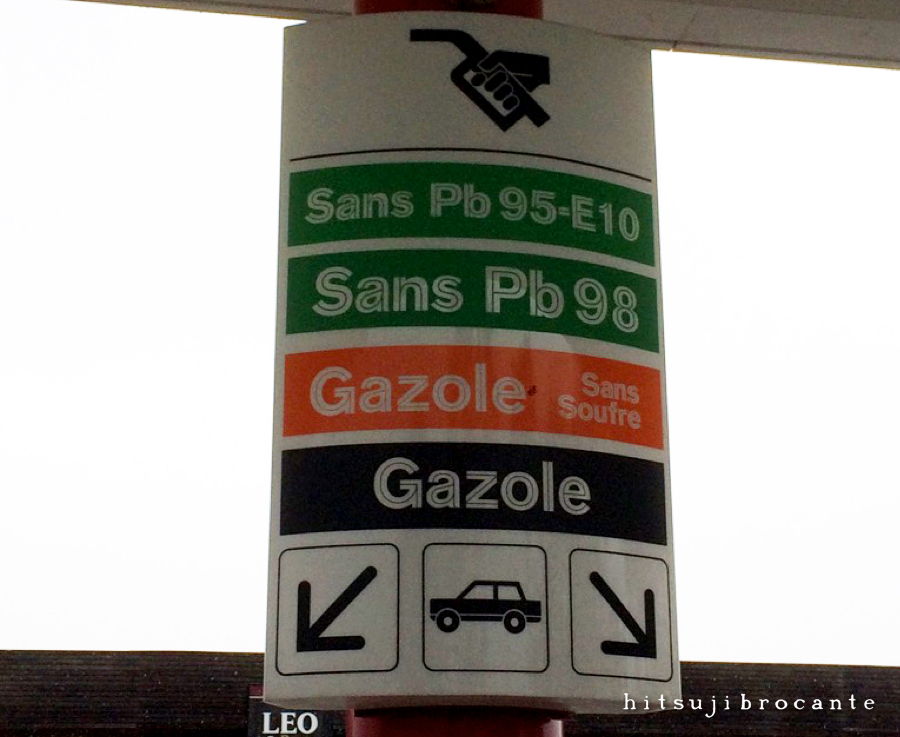 Sans Pb 95-E10
Sans Pb 98
Gazole Sans Soufre
Gazole
LEO
hitsujibrocante